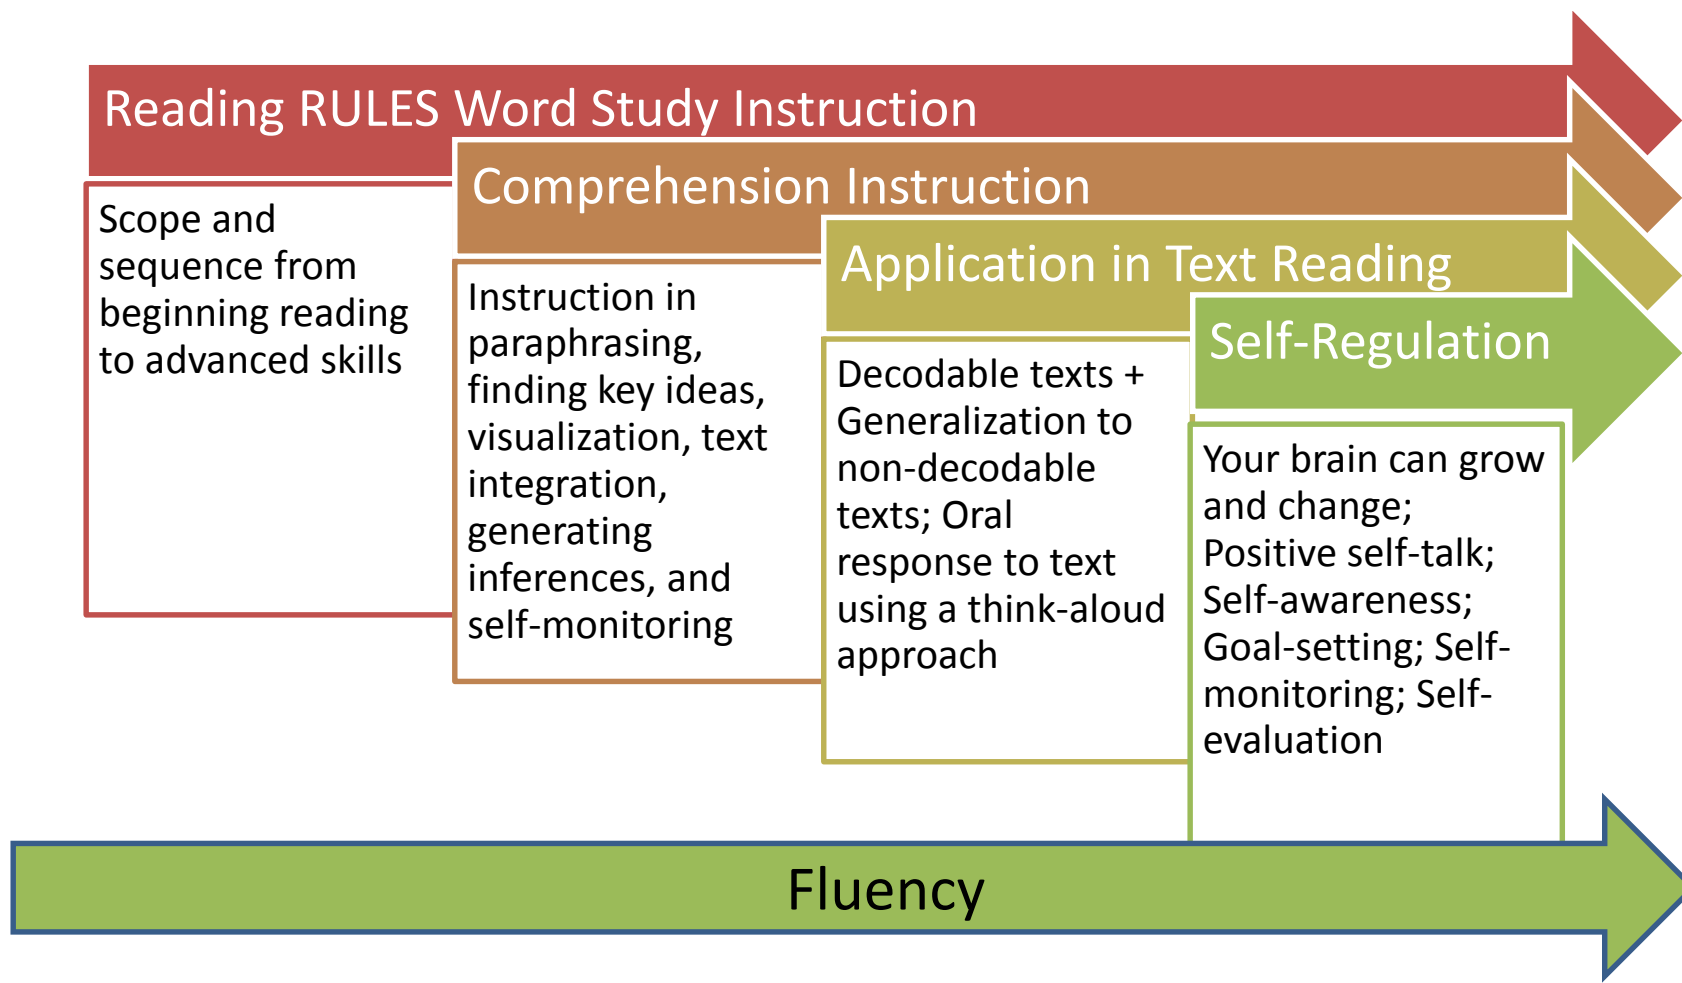 Reading RULES Word Study Instruction
Scope and
sequence from
beginning reading
to advanced skills
Comprehension Instruction
Instruction in
paraphrasing,
finding key ideas,
visualization, text
integration,
generating
inferences, and
self-monitoring
Application in Text Reading
Decodable texts +
Generalization to
non-decodable
texts; Oral
response to text
using a think-aloud
approach
Self-Regulation
Your brain can grow
and change;
Positive self-talk;
Self-awareness;
Goal-setting; Self-
monitoring; Self-
evaluation
Fluency